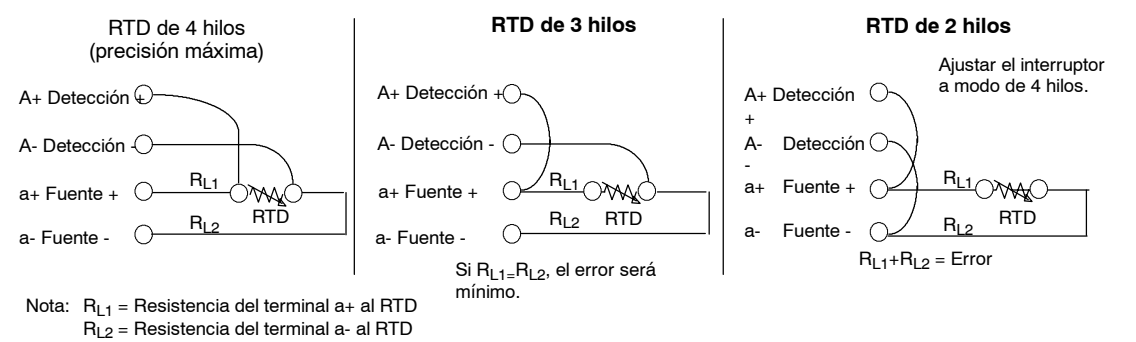 RTD de 4 hilos
(precisión máxima)
A+ Detección +
A- Detección -
a+ Fuente +
a- Fuente -
RL1
RTD
RL2
RTD de 3 hilos
A+ Detección +
A- Detección -
a+ Fuente +
a- Fuente -
RL1
RTD
RL2
Si RL1=RL2, el error será
mínimo.
RTD de 2 hilos
Ajustar el interruptor
a modo de 4 hilos.
A+ Detección
+
A- Detección
-
a+ Fuente +
a- Fuente -
RL1
RTD
RL2
RL1+RL2 = Error
Nota: RL1 = Resistencia del terminal a+ al RTD
RL2 = Resistencia del terminal a- al RTD